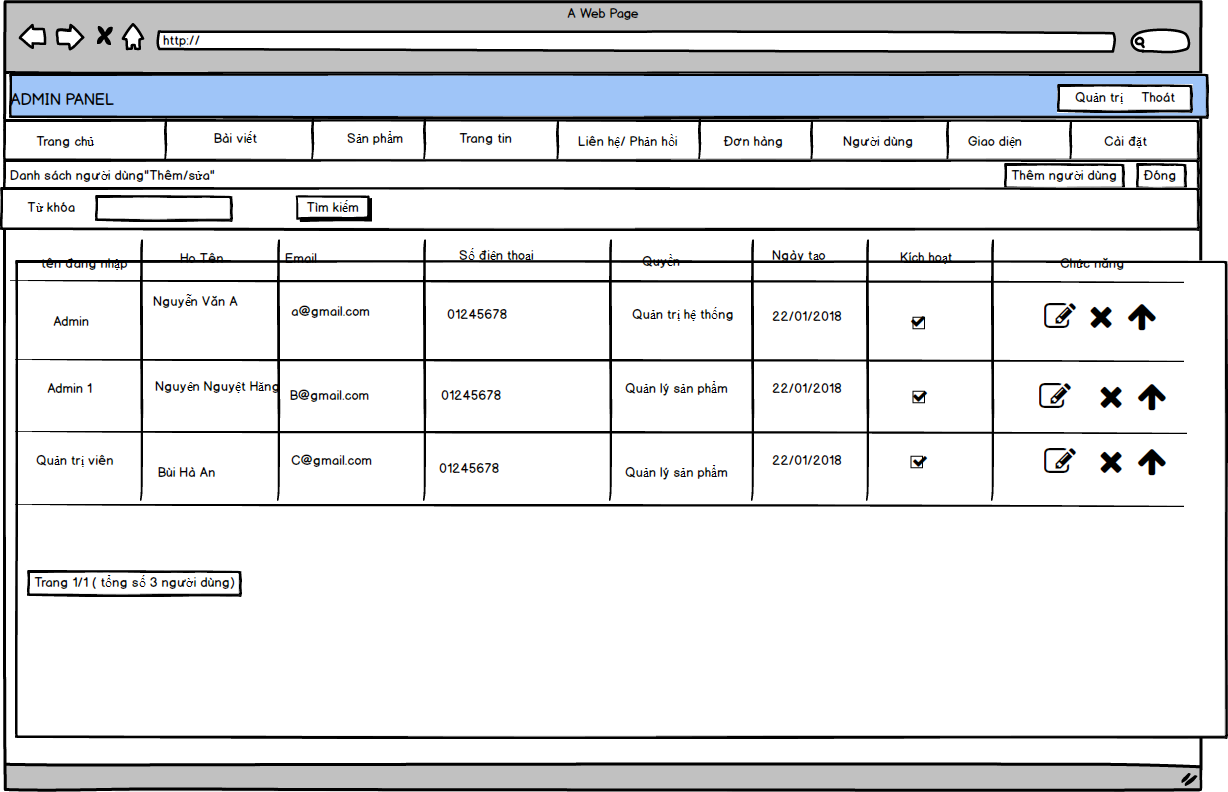 A Web Page
http://
ADMIN PANEL
Quản trị Thoát
Trang chủ Bài viết Sản phẩm Trang tin Liên hệ/ Phản hồi Đơn hàng Người dùng Giao diện Cài đặt
Danh sách người dùng"Thêm/sửa" Thêm người dùng Đóng
Từ khóa Tìm kiếm
tên đăng nhập Họ Tên Email Số điện thoại Quyền Ngày tạo Kích hoạt Chức năng
Admin Nguyễn Văn A a@gmail.com 01245678 Quản trị hệ thống 22/01/2018
Admin 1 Nguyên Nguyệt Hằng B@gmail.com 01245678 Quản lý sản phẩm 22/01/2018
Quản trị viên Bùi Hà An C@gmail.com 01245678 Quản lý sản phẩm 22/01/2018
Trang 1/1 ( tổng số 3 người dùng)